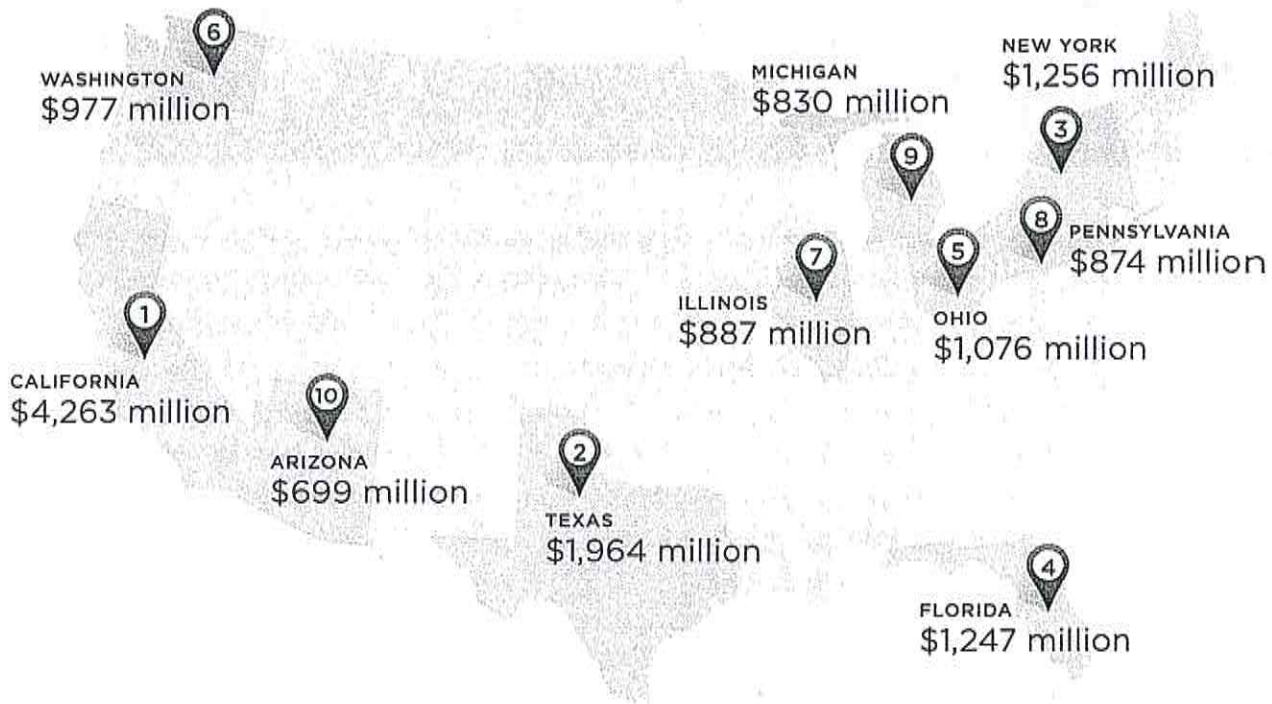 6
WASHINGTON
$977 million
MICHIGAN
$830 million
9
NEW YORK
$1,256 million
3
8
PENNSYLVANIA
$874 million
7
ILLINOIS
$887 million
5
OHIO
$1,076 million
1
CALIFORNIA
$4,263 million
10
ARIZONA
$699 million
2
TEXAS
$1,964 million
4
FLORIDA
$1,247 million